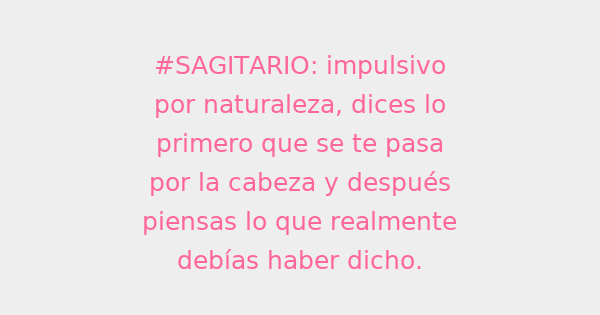 #SAGITARIO: impulsivo
por naturaleza, dices lo
primero que se te pasa
por la cabeza y después
piensas lo que realmente
debías haber dicho.